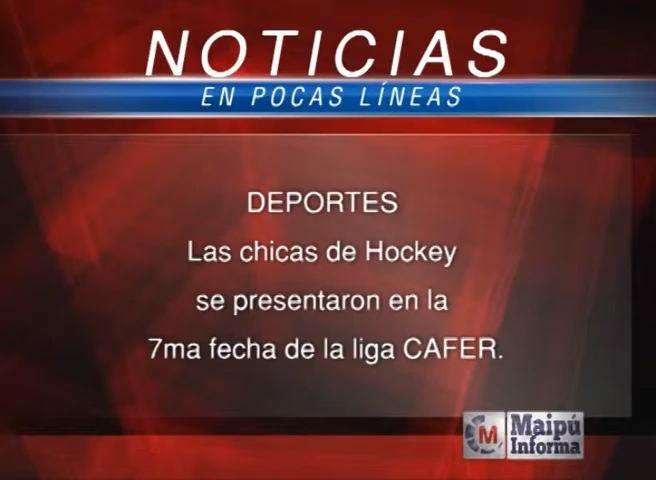 NOTICIAS
EN POCAS LÍNEAS
DEPORTES
Las chicas de Hockey
se presentaron en la
7ma fecha de la liga CAFER.
M
Maipú
Informa